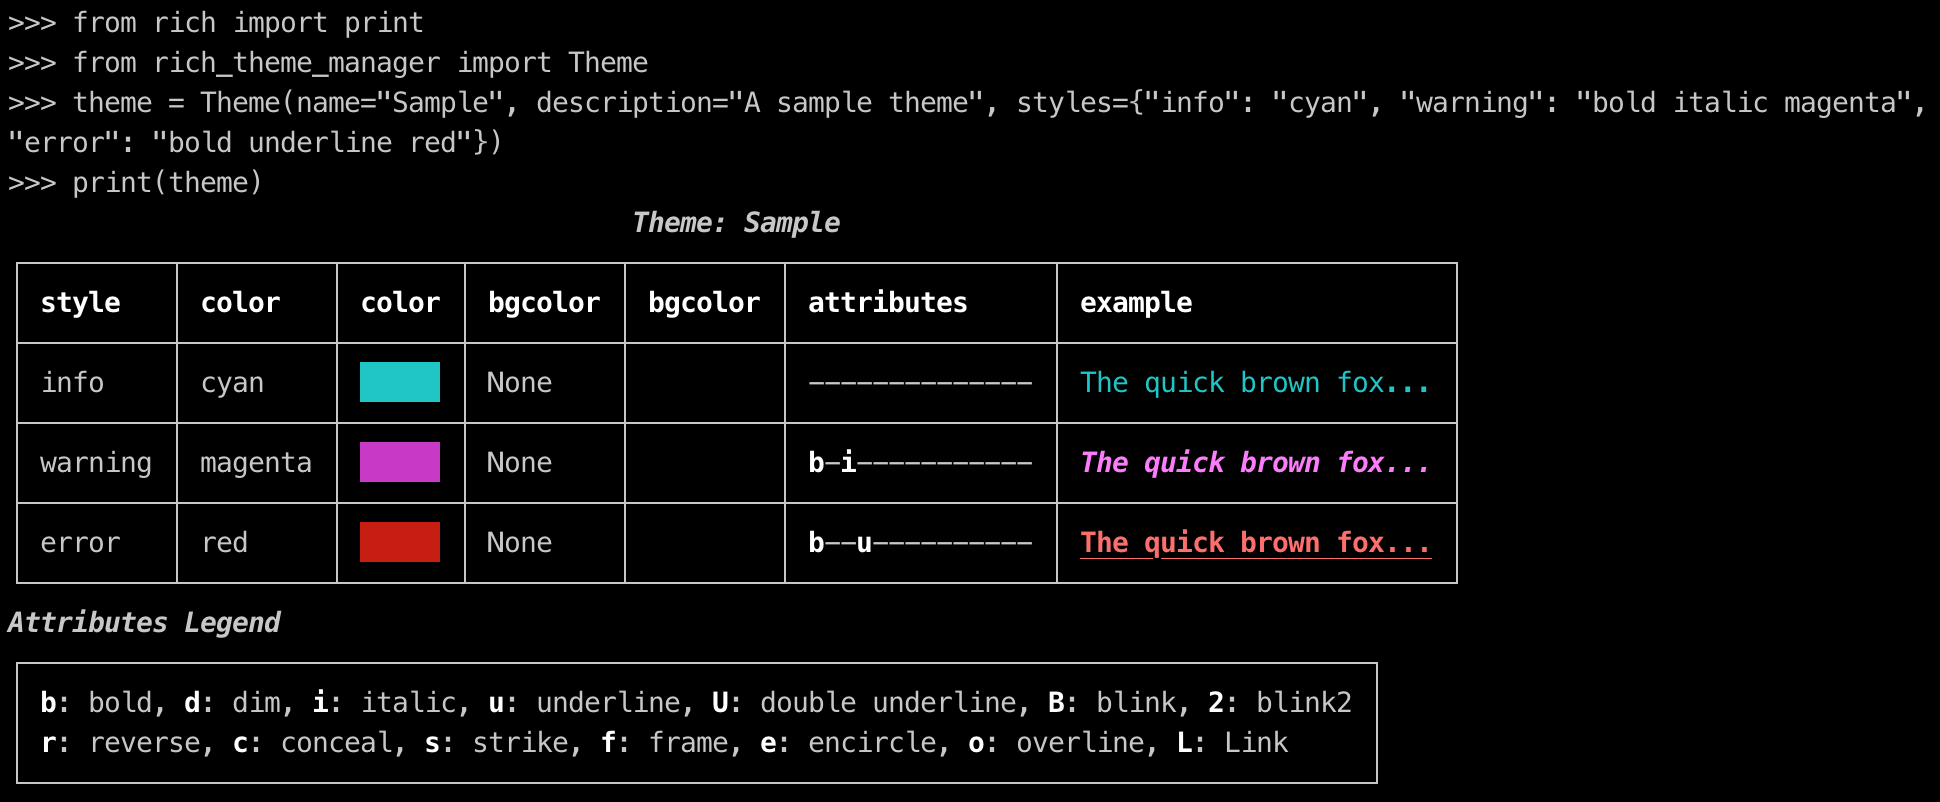 >>> from rich import print
>>> from rich_theme_manager import Theme
>>> theme = Theme(name="Sample", description="A sample theme", styles={"info": "cyan", "warning": "bold italic magenta",
"error": "bold underline red"})
>>> print(theme)
Theme: Sample
style color color bgcolor bgcolor attributes example
info cyan None −−−−−−−−−−−−−− The quick brown fox...
warning magenta None b−i−−−−−−−−−−− The quick brown fox...
error red None b−−u−−−−−−−−−− The quick brown fox...
Attributes Legend
b: bold, d: dim, i: italic, u: underline, U: double underline, B: blink, 2: blink2
r: reverse, c: conceal, s: strike, f: frame, e: encircle, o: overline, L: Link